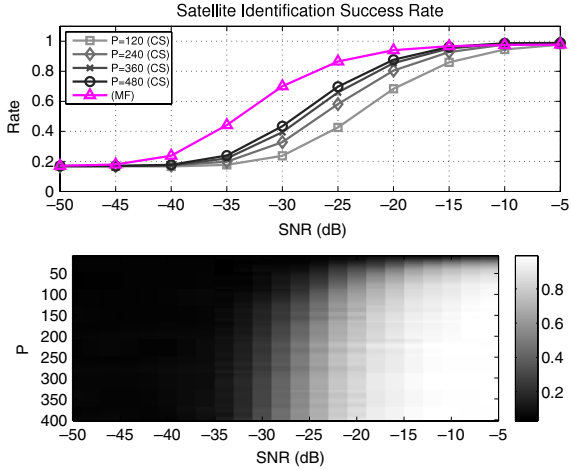 Satellite Identification Success Rate
1
0.8
0.6
0.4
0.2
0
Rate
P=120 (CS)
P=240 (CS)
P=360 (CS)
P=480 (CS)
(MF)
−50 −45 −40 −35 −30 −25 −20 −15 −10 −5
SNR (dB)
50
100
150
200
250
300
350
400
P
−50 −45 −40 −35 −30 −25 −20 −15 −10 −5
SNR (dB)
0.8
0.6
0.4
0.2